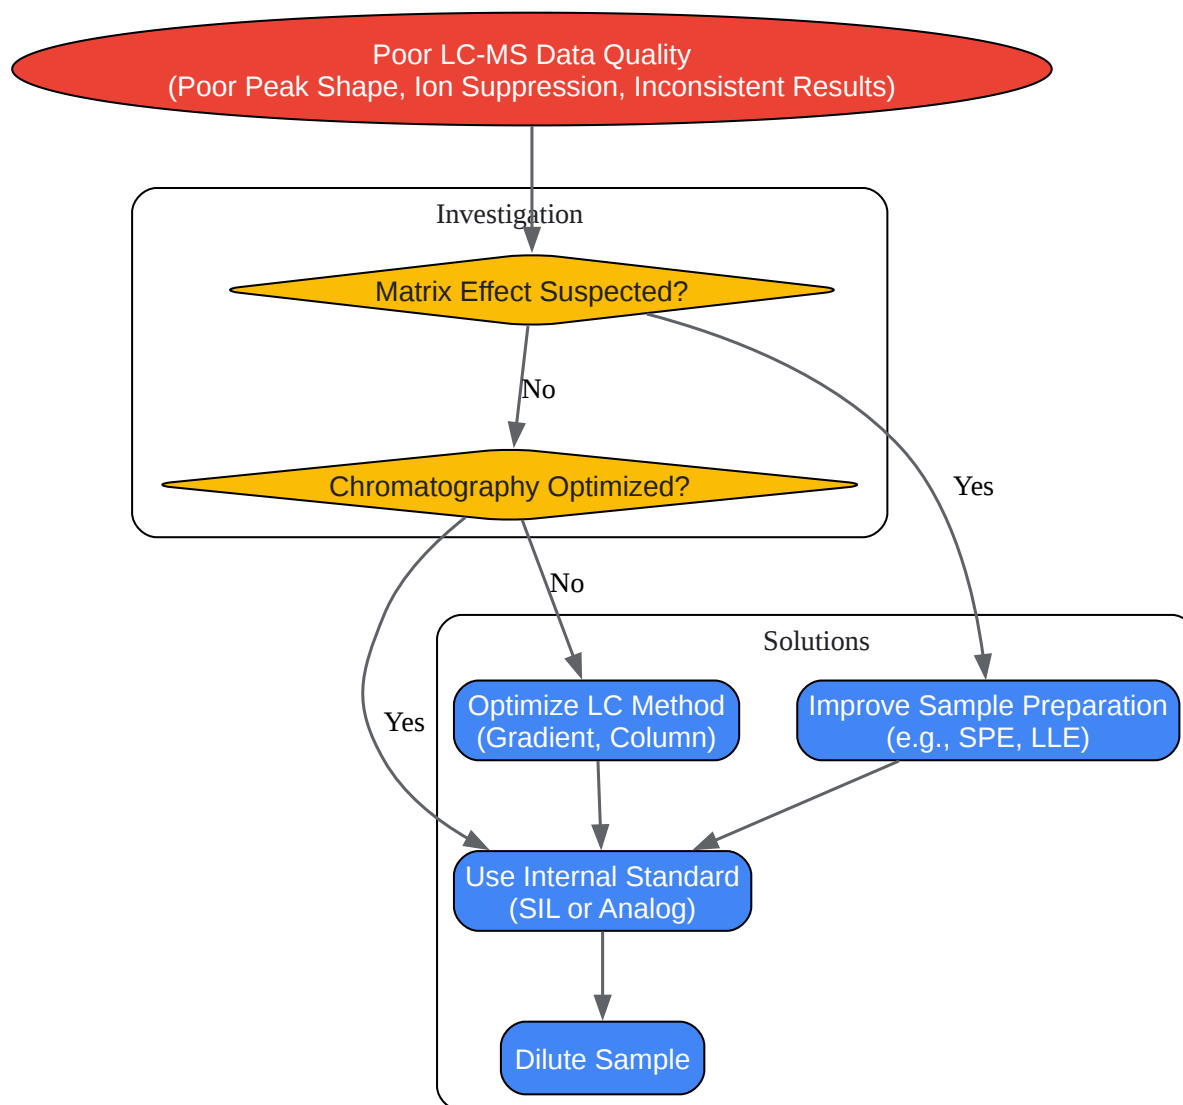 Poor LC-MS Data Quality
(Poor Peak Shape, Ion Suppression, Inconsistent Results)
Investigation
Matrix Effect Suspected?
No
Chromatography Optimized?
Yes
No
Solutions
Optimize LC Method
(Gradient, Column)
Improve Sample Preparation
(e.g., SPE, LLE)
Yes
Use Internal Standard
(SIL or Analog)
Dilute Sample